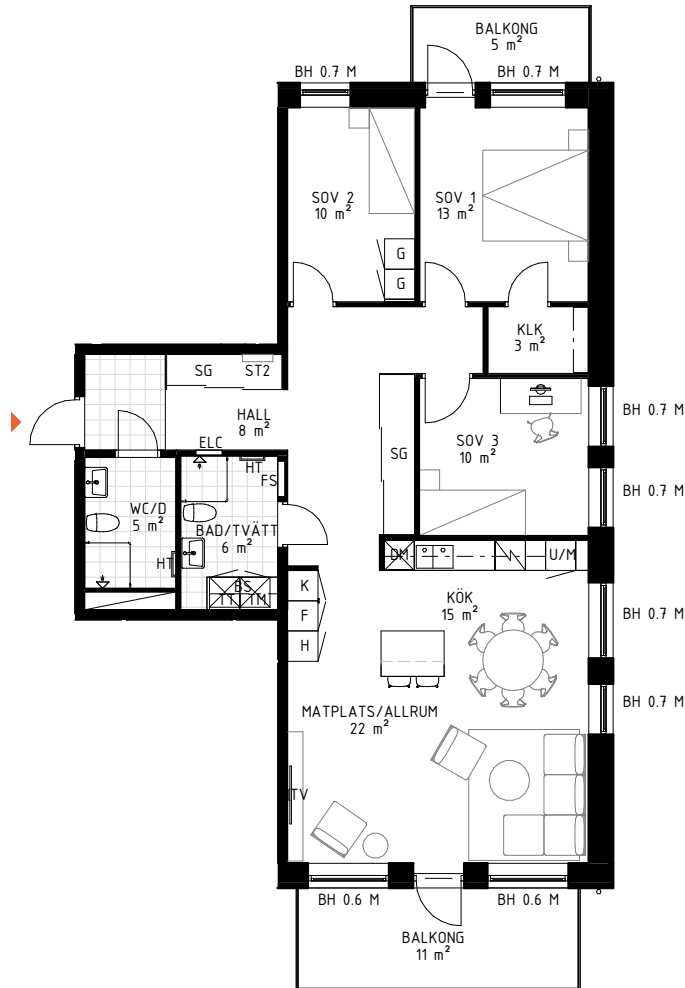 BALKONG
5 m²
BH 0.7 M
BH 0.7 M
SOV 2
10 m²
SOV 1
13 m²
G
G
KLK
3 m²
SG
ST2
HALL
8 m²
BH 0.7 M
ELC
SOV 3
10 m²
SG
HT
FS
BH 0.7 M
WC/D
5 m²
BAD/TVÄTT
6 m²
HT
DM
U/M
BS
TT
TM
K
F
H
KÖK
15 m²
BH 0.7 M
BH 0.7 M
MATPLATS/ALLRUM
22 m²
TV
BH 0.6 M
BH 0.6 M
BALKONG
11 m²